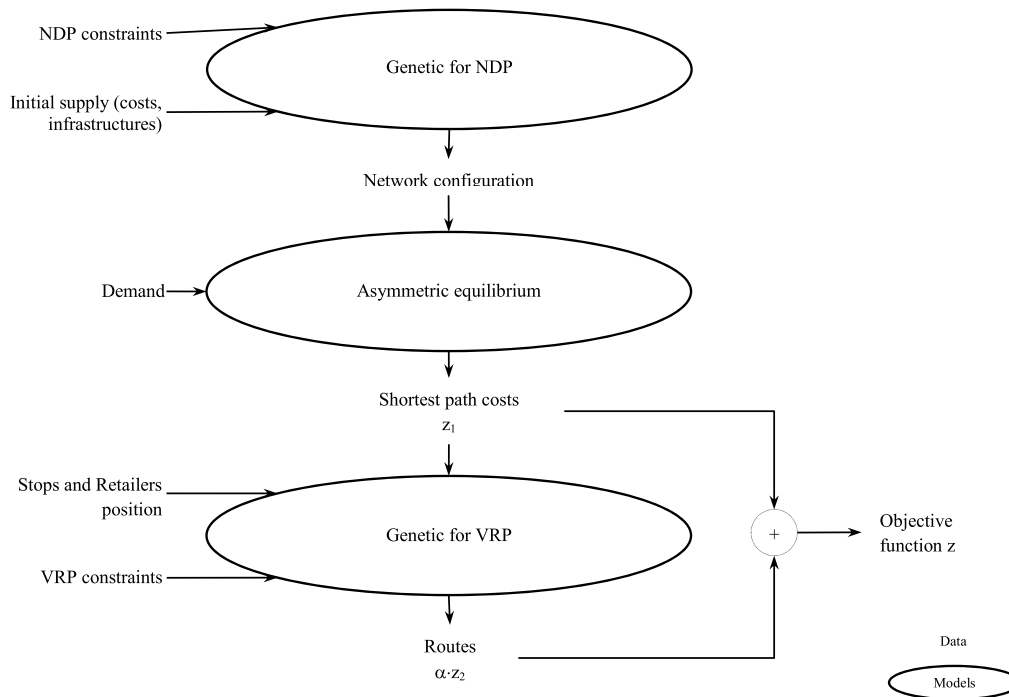 NDP constraints
Genetic for NDP
Initial supply (costs,
infrastructures)
Network configuration
Demand
Asymmetric equilibrium
Shortest path costs
z₁
Stops and Retailers
position
Genetic for VRP
+
Objective
function z
VRP constraints
Routes
α·z₂
Data
Models